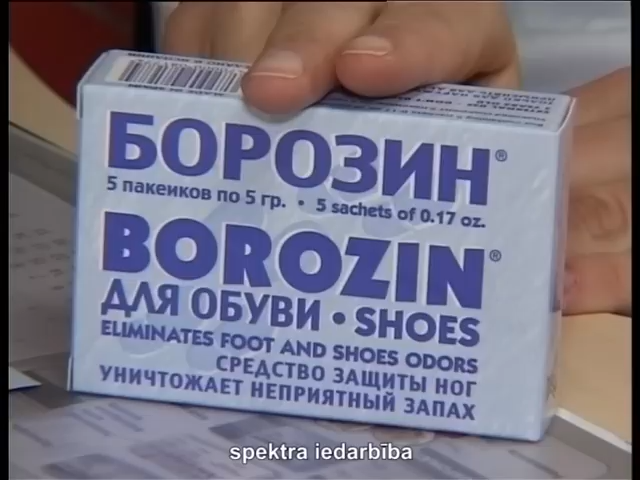 БОРОЗИН®
5 пакеиков по 5 гр. • 5 sachets of 0.17 oz.
BOROZIN®
ДЛЯ ОБУВИ • SHOES
ELIMINATES FOOT AND SHOES ODORS
СРЕДСТВО ЗАЩИТЫ НОГ
УНИЧТОЖАЕТ НЕПРИЯТНЫЙ ЗАПАХ
spektra iedarbība